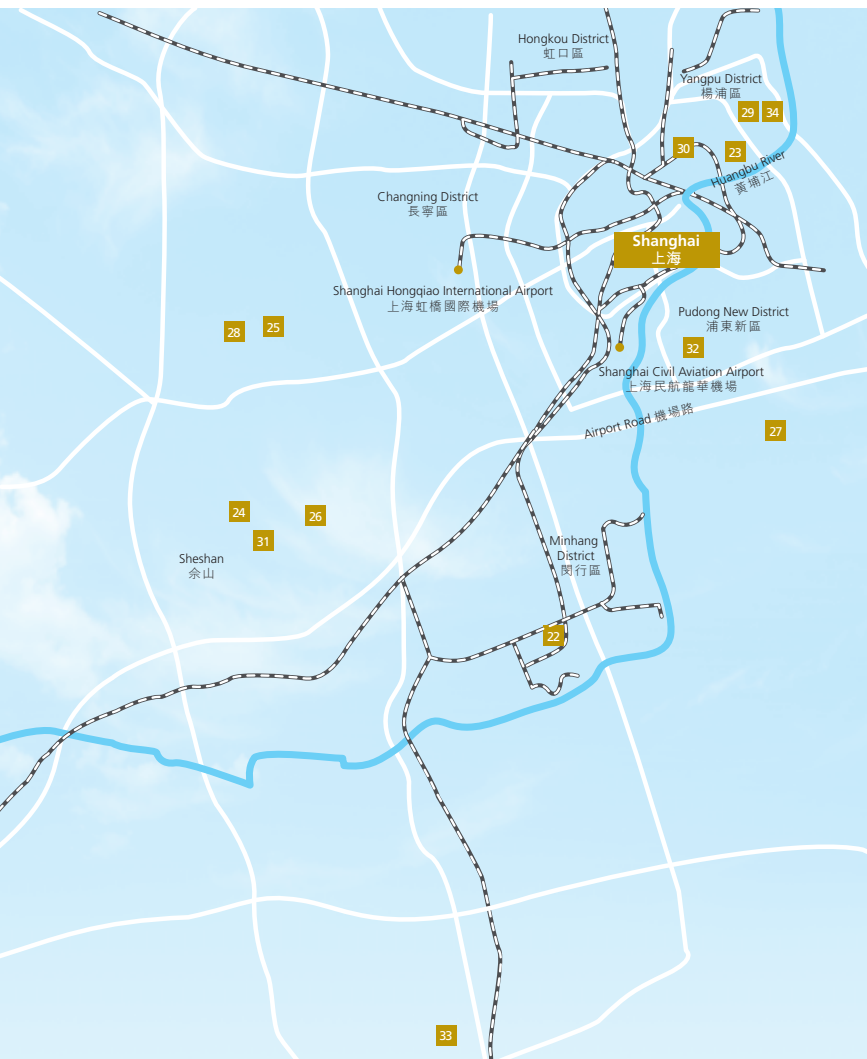 Hongkou District
虹口區
Yangpu District
楊浦區
29
34
30
23
Huangbu River
黃埔江
Changning District
長寧區
Shanghai
上海
Shanghai Hongqiao International Airport
上海虹橋國際機場
Pudong New District
浦東新區
28
25
32
Shanghai Civil Aviation Airport
上海民航龍華機場
Airport Road 機場路
27
24
26
31
Sheshan
佘山
Minhang
District
閔行區
22
33